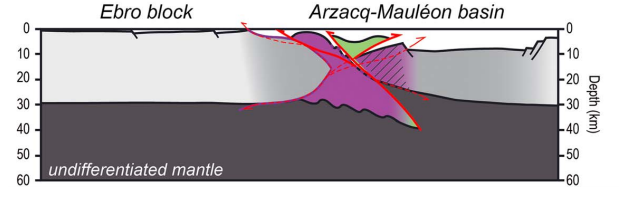 Ebro block Arzacq-Mauléon basin
0 0
10 10
20 20
30 30
40 40
50 50
60 60
Depth (km)
undifferentiated mantle